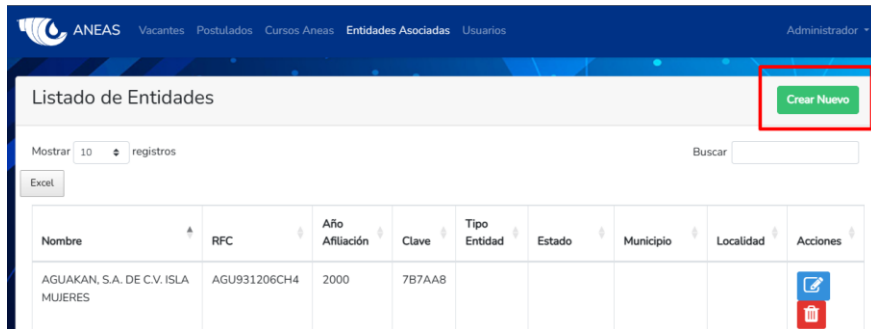 ANEAS Vacantes Postulados Cursos Aneas Entidades Asociadas Usuarios Administrador
Listado de Entidades Crear Nuevo
Mostrar 10 registros Buscar
Excel
Nombre RFC Año Afiliación Clave Tipo Entidad Estado Municipio Localidad Acciones
AGUAKAN, S.A. DE C.V. ISLA MUJERES AGU931206CH4 2000 7B7AA8